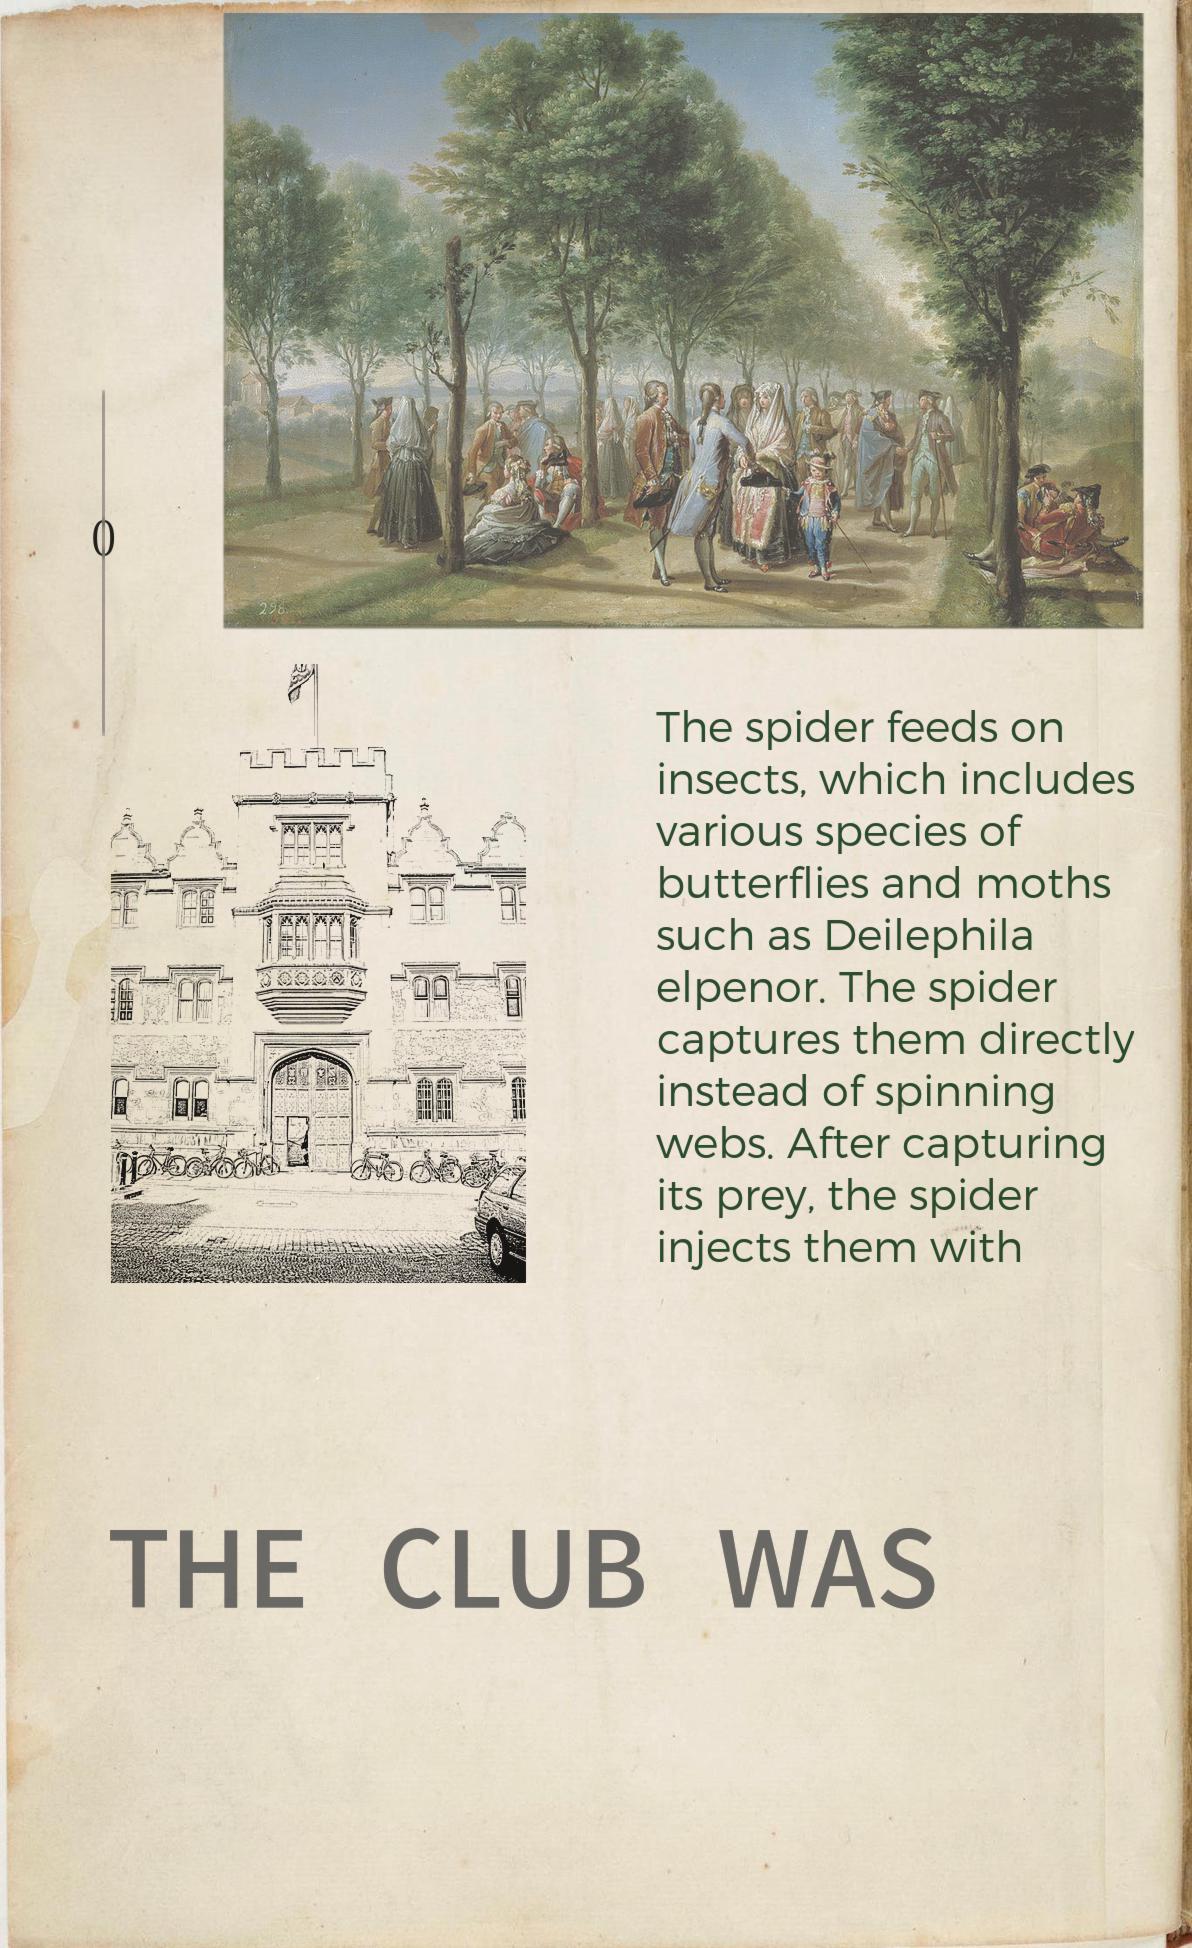 298.
0
The spider feeds on
insects, which includes
various species of
butterflies and moths
such as Deilephila
elpenor. The spider
captures them directly
instead of spinning
webs. After capturing
its prey, the spider
injects them with
THE CLUB WAS